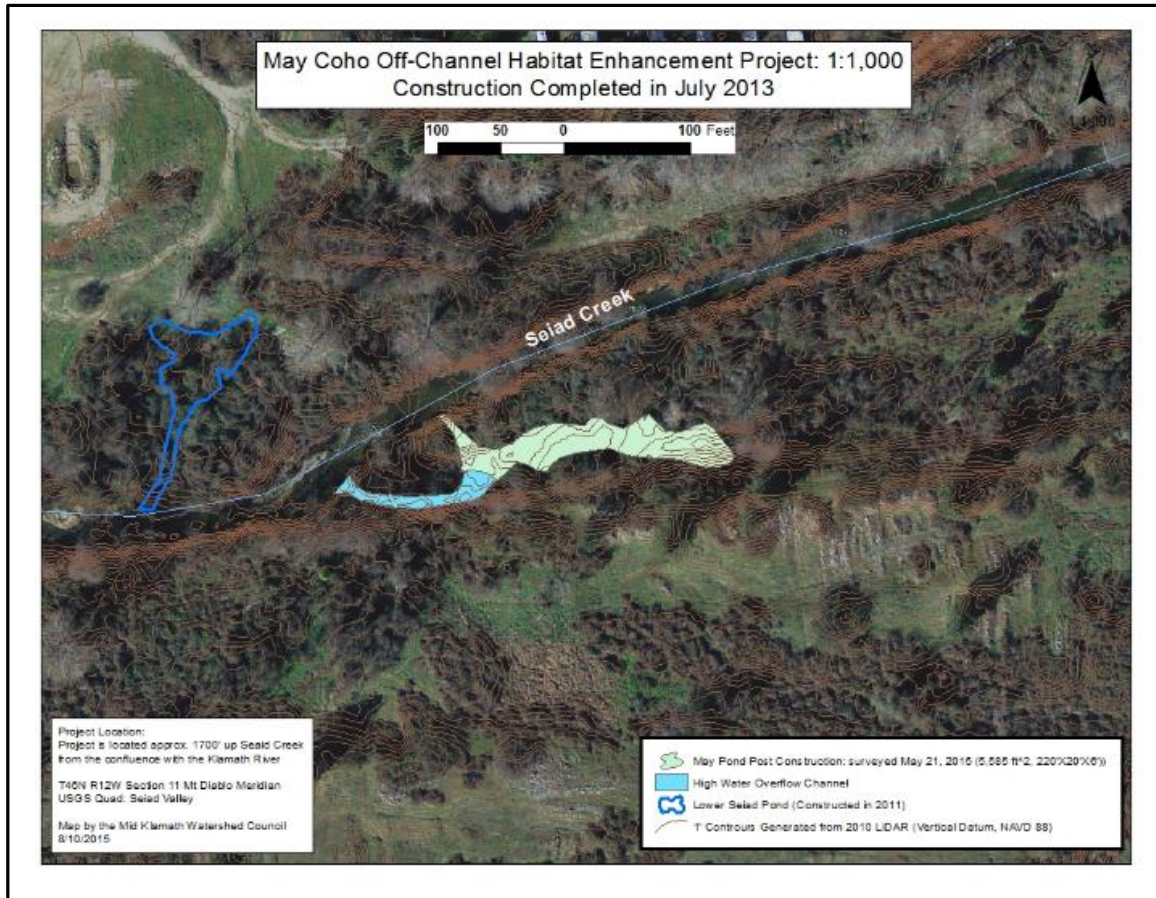 May Coho Off-Channel Habitat Enhancement Project: 1:1,000
Construction Completed in July 2013
100 50 0 100 Feet
Seiad Creek
Project Location:
Project is located approx. 1700' up Seaid Creek
from the confluence with the Klamath River
T46N R12W Section 11 Mt Diablo Meridian
USGS Quad: Seiad Valley
Map by the Mid Klamath Watershed Council
8/10/2015
May Pond Post Construction: surveyed May 21, 2015 (5,585 ft^2, 220'X20'X6'))
High Water Overflow Channel
Lower Seiad Pond (Constructed in 2011)
1' Contrours Generated from 2010 LiDAR (Vertical Datum, NAVD 88)